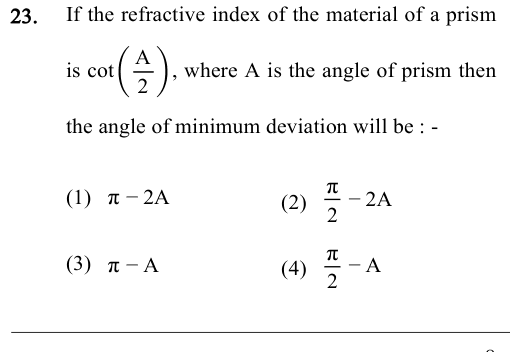 23. If the refractive index of the material of a prism
is cot(A/2), where A is the angle of prism then
the angle of minimum deviation will be : -
(1) π − 2A (2) π/2 − 2A
(3) π − A (4) π/2 − A